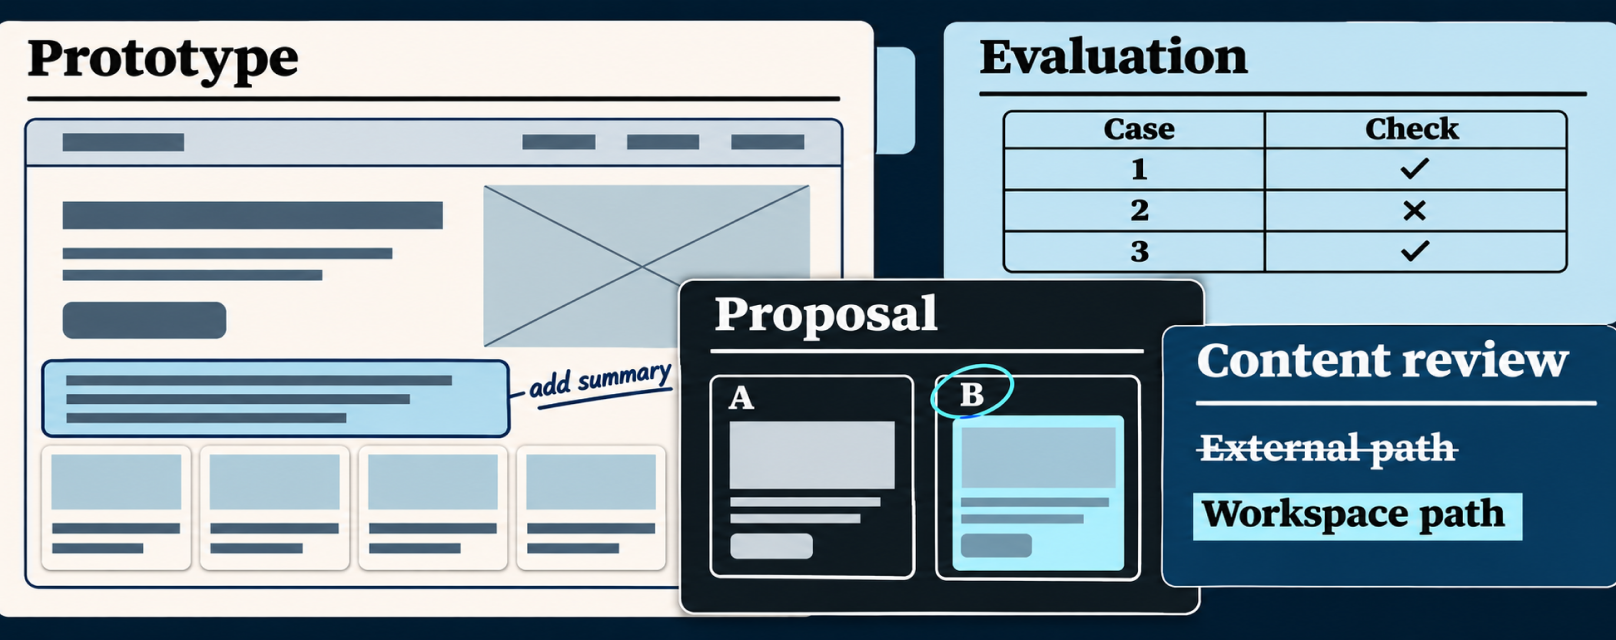 Prototype
add summary
Evaluation
Case Check
1 ✓
2 ✕
3 ✓
Proposal
A B
Content review
External path
Workspace path